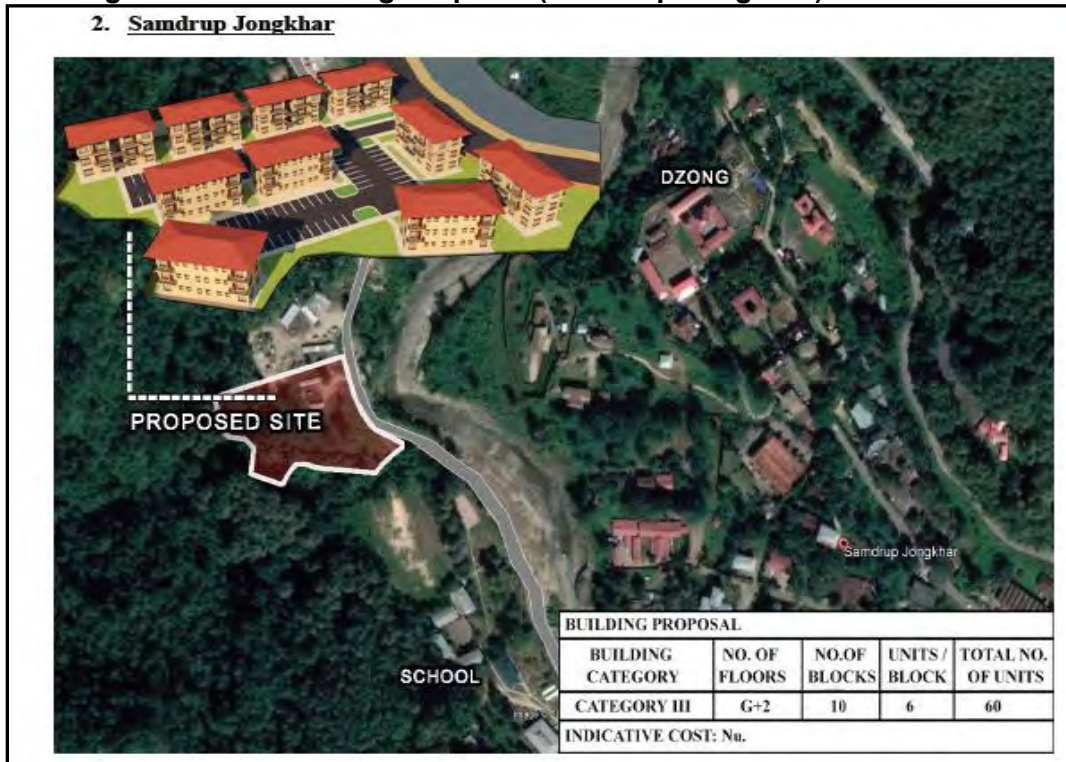 2. Samdrup Jongkhar
DZONG
PROPOSED SITE
Samdrup Jongkhar
SCHOOL
BUILDING PROPOSAL
BUILDING CATEGORY | NO. OF FLOORS | NO.OF BLOCKS | UNITS / BLOCK | TOTAL NO. OF UNITS
CATEGORY III | G+2 | 10 | 6 | 60
INDICATIVE COST: Nu.